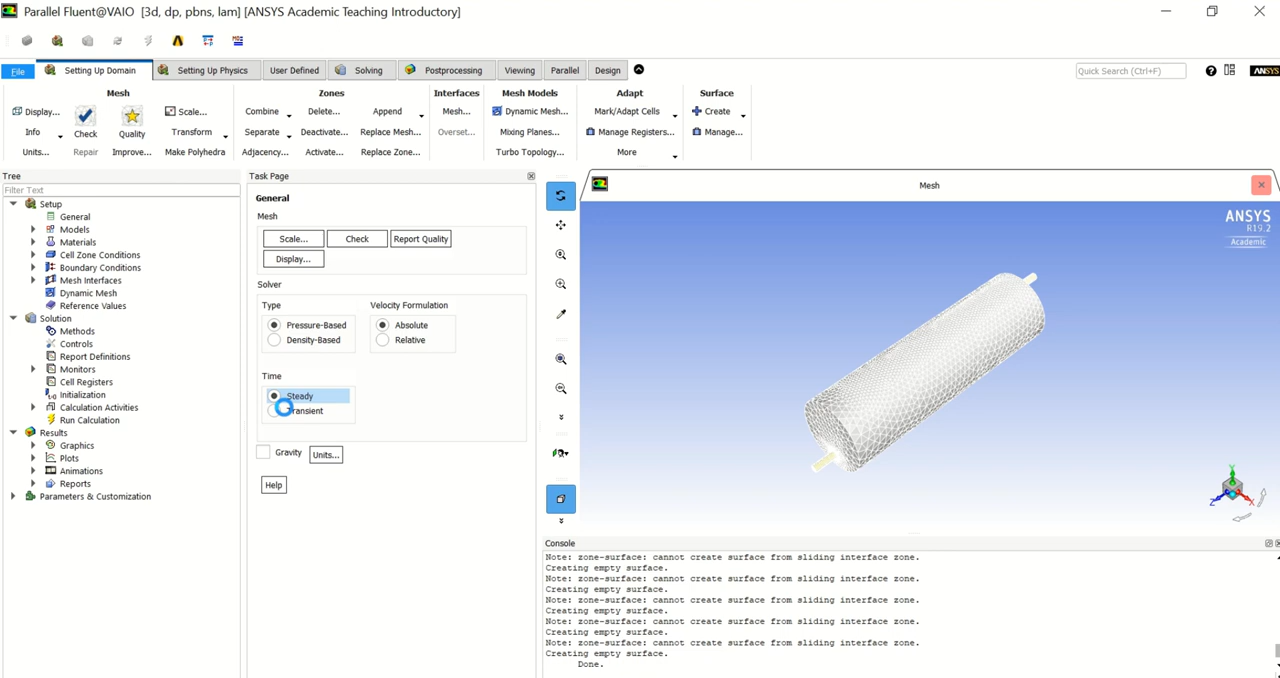 Parallel Fluent@VAIO [3d, dp, pbns, lam] [ANSYS Academic Teaching Introductory]
File Setting Up Domain Setting Up Physics User Defined Solving Postprocessing Viewing Parallel Design Quick Search (Ctrl+F) ANSYS
Mesh Zones Interfaces Mesh Models Adapt Surface
Display... Scale... Combine Delete... Append Mesh... Dynamic Mesh... Mark/Adapt Cells Create
Info Check Quality Transform Separate Deactivate... Replace Mesh... Overset... Mixing Planes... Manage Registers... Manage...
Units... Repair Improve... Make Polyhedra Adjacency... Activate... Replace Zone... Turbo Topology... More
Tree
Filter Text
Setup
General
Models
Materials
Cell Zone Conditions
Boundary Conditions
Mesh Interfaces
Dynamic Mesh
Reference Values
Solution
Methods
Controls
Report Definitions
Monitors
Cell Registers
Initialization
Calculation Activities
Run Calculation
Results
Graphics
Plots
Animations
Reports
Parameters & Customization
Task Page
General
Mesh
Scale... Check Report Quality
Display...
Solver
Type Velocity Formulation
Pressure-Based Absolute
Density-Based Relative
Time
Steady
Transient
Gravity Units...
Help
Mesh
ANSYS
R19.2
Academic
Y
Z X
Console
Note: zone-surface: cannot create surface from sliding interface zone.
Creating empty surface.
Note: zone-surface: cannot create surface from sliding interface zone.
Creating empty surface.
Note: zone-surface: cannot create surface from sliding interface zone.
Creating empty surface.
Note: zone-surface: cannot create surface from sliding interface zone.
Creating empty surface.
Note: zone-surface: cannot create surface from sliding interface zone.
Creating empty surface.
Done.